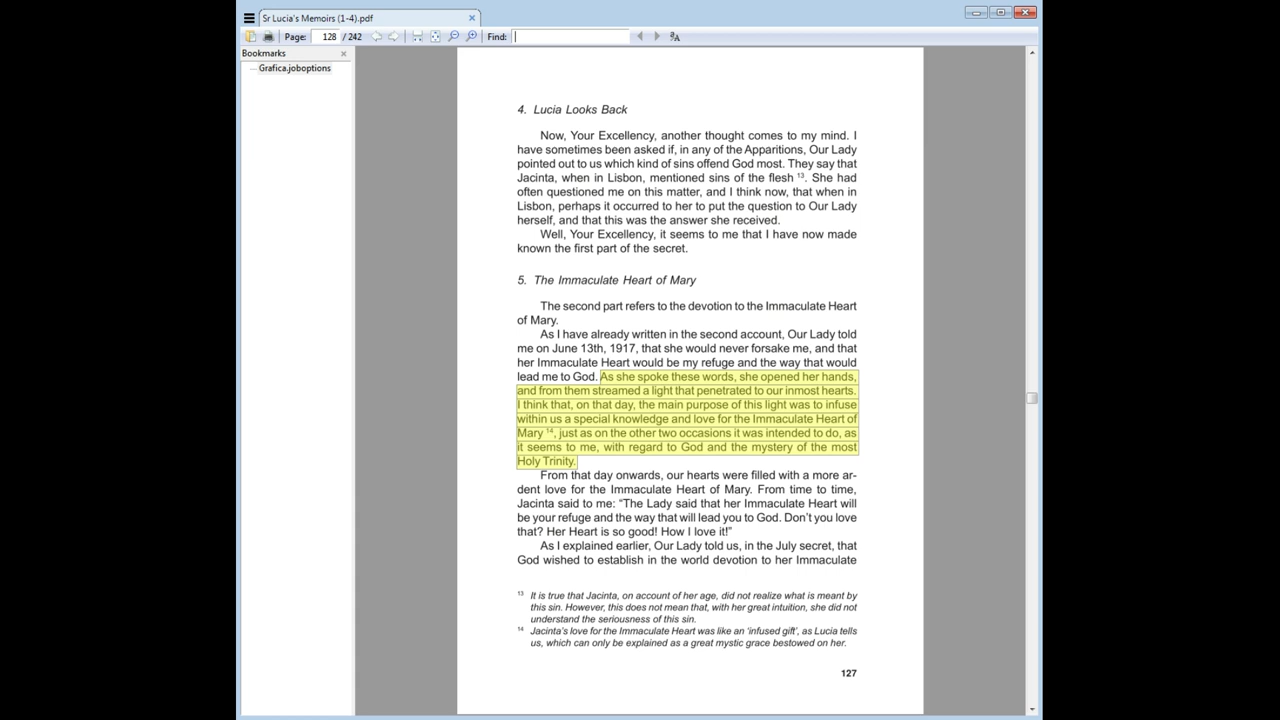 Sr Lucia's Memoirs (1-4).pdf
Page: 128 / 242 Find:
Bookmarks
Grafica.joboptions
4. Lucia Looks Back
Now, Your Excellency, another thought comes to my mind. I
have sometimes been asked if, in any of the Apparitions, Our Lady
pointed out to us which kind of sins offend God most. They say that
Jacinta, when in Lisbon, mentioned sins of the flesh 13. She had
often questioned me on this matter, and I think now, that when in
Lisbon, perhaps it occurred to her to put the question to Our Lady
herself, and that this was the answer she received.
Well, Your Excellency, it seems to me that I have now made
known the first part of the secret.
5. The Immaculate Heart of Mary
The second part refers to the devotion to the Immaculate Heart
of Mary.
As I have already written in the second account, Our Lady told
me on June 13th, 1917, that she would never forsake me, and that
her Immaculate Heart would be my refuge and the way that would
lead me to God. As she spoke these words, she opened her hands,
and from them streamed a light that penetrated to our inmost hearts.
I think that, on that day, the main purpose of this light was to infuse
within us a special knowledge and love for the Immaculate Heart of
Mary 14, just as on the other two occasions it was intended to do, as
it seems to me, with regard to God and the mystery of the most
Holy Trinity.
From that day onwards, our hearts were filled with a more ar-
dent love for the Immaculate Heart of Mary. From time to time,
Jacinta said to me: “The Lady said that her Immaculate Heart will
be your refuge and the way that will lead you to God. Don’t you love
that? Her Heart is so good! How I love it!”
As I explained earlier, Our Lady told us, in the July secret, that
God wished to establish in the world devotion to her Immaculate
13 It is true that Jacinta, on account of her age, did not realize what is meant by
this sin. However, this does not mean that, with her great intuition, she did not
understand the seriousness of this sin.
14 Jacinta’s love for the Immaculate Heart was like an ‘infused gift’, as Lucia tells
us, which can only be explained as a great mystic grace bestowed on her.
127